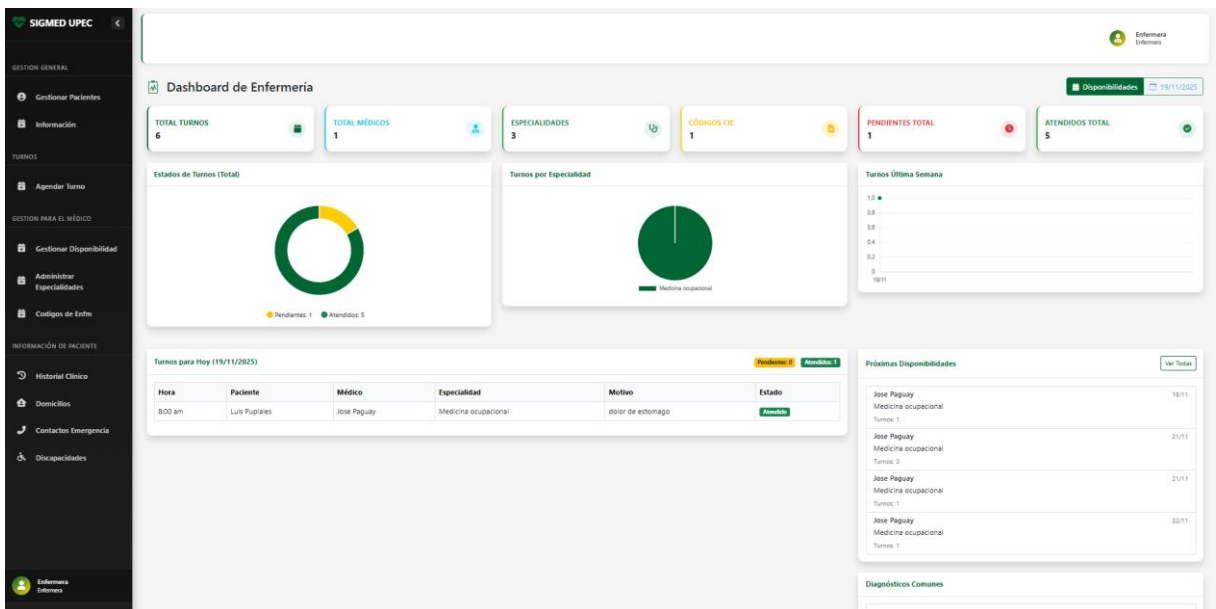 SIGMED UPEC
GESTION GENERAL
Gestionar Pacientes
Información
TURNOS
Agendar Turno
GESTION PARA EL MÉDICO
Gestionar Disponibilidad
Administrar
Especialidades
Codigos de Enfm
INFORMACIÓN DE PACIENTE
Historial Clínico
Domicilios
Contactos Emergencia
Discapacidades
Enfermera
Enfermera
Enfermera
Enfermera
Dashboard de Enfermería
Disponibilidades 19/11/2025
TOTAL TURNOS
6
TOTAL MÉDICOS
1
ESPECIALIDADES
3
CÓDIGOS CIE
1
PENDIENTES TOTAL
1
ATENDIDOS TOTAL
5
Estados de Turnos (Total)
Pendientes: 1 Atendidos: 5
Turnos por Especialidad
Medicina ocupacional
Turnos Última Semana
1,0
0,8
0,6
0,4
0,2
0
19/11
Turnos para Hoy (19/11/2025) Pendientes: 0 Atendidos: 1
Hora Paciente Médico Especialidad Motivo Estado
8:00 am Luis Pupiales Jose Paguay Medicina ocupacional dolor de estomago Atendido
Próximas Disponibilidades Ver Todas
Jose Paguay
Medicina ocupacional
Turnos: 1
Jose Paguay 21/11
Medicina ocupacional
Turnos: 3
Jose Paguay 21/11
Medicina ocupacional
Turnos: 1
Jose Paguay 22/11
Medicina ocupacional
Turnos: 1
Diagnósticos Comunes